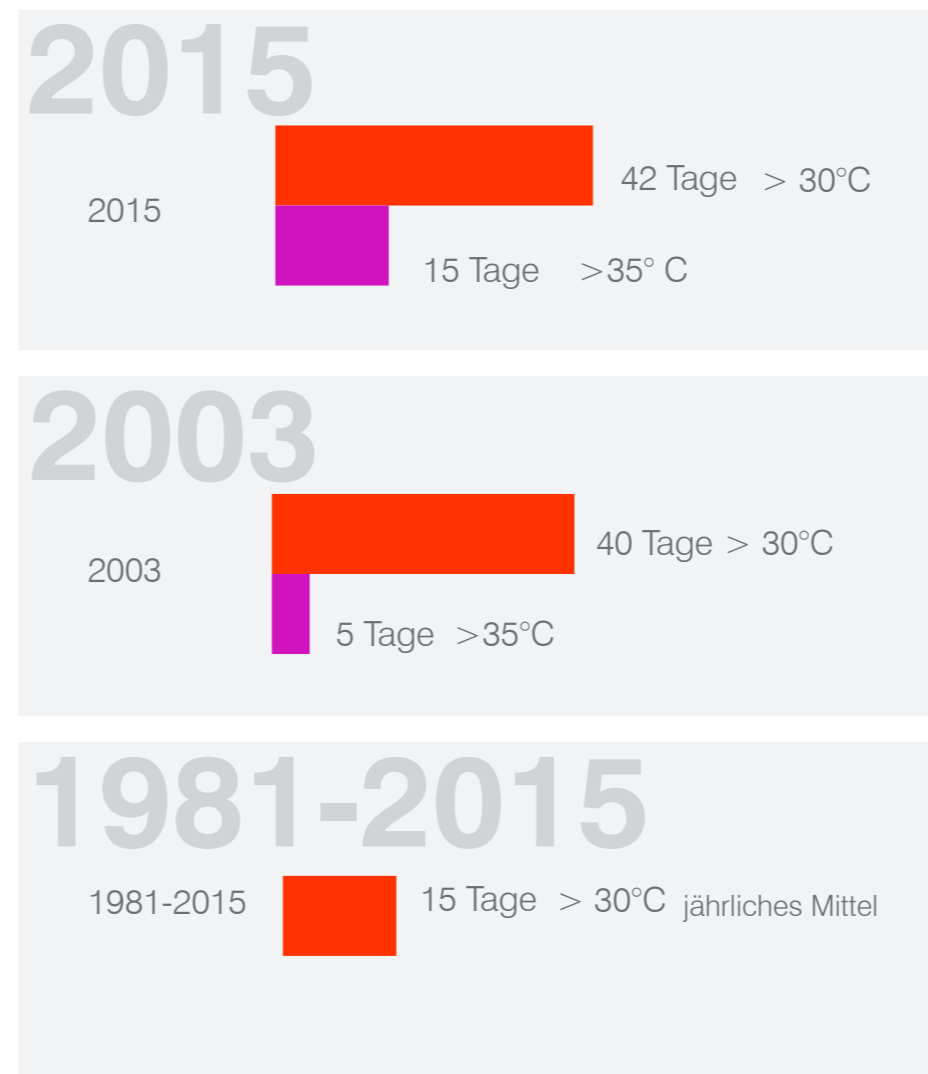 2015
42 Tage > 30°C
2015
15 Tage >35° C
2003
40 Tage > 30°C
2003
5 Tage >35°C
1981-2015
1981-2015 15 Tage > 30°C jährliches Mittel